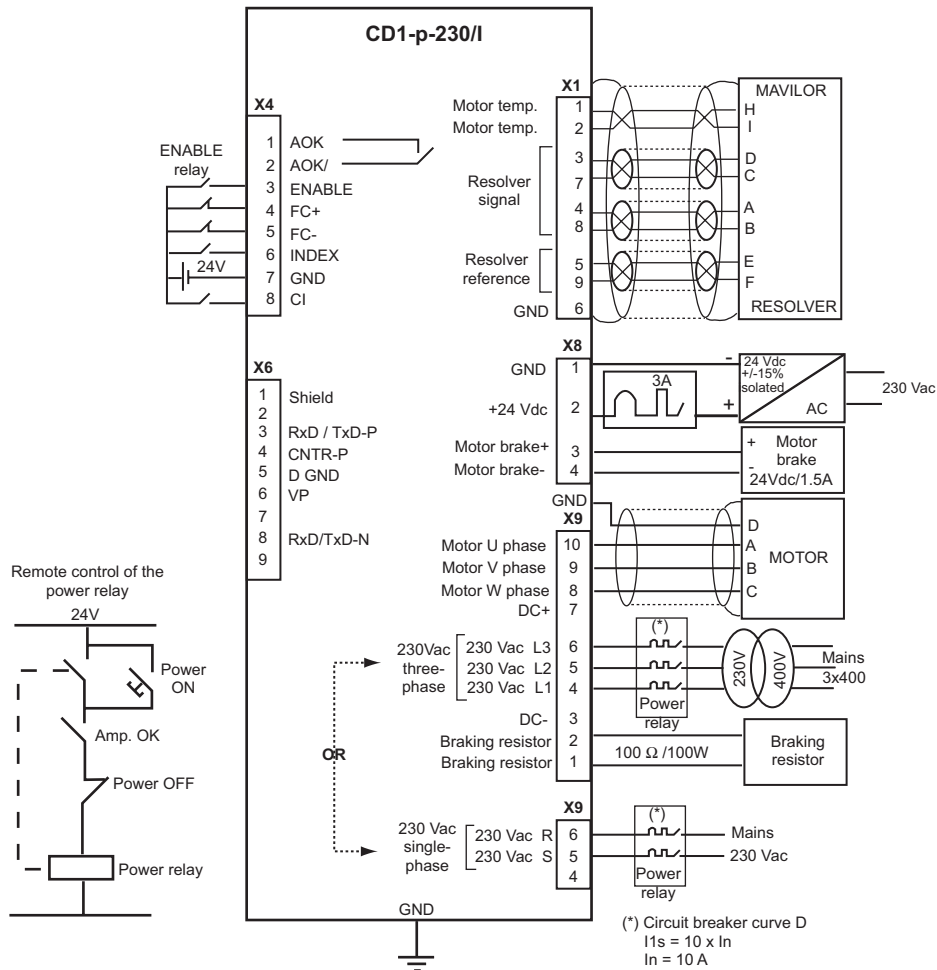 CD1-p-230/I
X4
1 AOK
2 AOK/
3 ENABLE
4 FC+
5 FC-
6 INDEX
7 GND
8 CI
ENABLE
relay
24V
X6
1 Shield
2
3 RxD / TxD-P
4 CNTR-P
5 D GND
6 VP
7
8 RxD/TxD-N
9
X1
Motor temp. 1
Motor temp. 2
Resolver
signal
3
7
4
8
Resolver
reference
5
9
GND 6
MAVILOR
H
I
D
C
A
B
E
F
RESOLVER
X8
GND 1
+24 Vdc 2
Motor brake+ 3
Motor brake- 4
3A
-
+
24 Vdc
+/-15%
solated
AC
230 Vac
+ Motor
brake
-
24Vdc/1.5A
GND
X9
Motor U phase 10
Motor V phase 9
Motor W phase 8
DC+ 7
D
A
B
C
MOTOR
230Vac
three-
phase
230 Vac L3 6
230 Vac L2 5
230 Vac L1 4
DC- 3
Braking resistor 2
Braking resistor 1
(*)
Power
relay
230V
400V
Mains
3x400
100 Ω /100W
Braking
resistor
OR
X9
230 Vac
single-
phase
230 Vac R 6
230 Vac S 5
4
(*)
Power
relay
Mains
230 Vac
GND
(*) Circuit breaker curve D
I1s = 10 x In
In = 10 A
Remote control of the
power relay
24V
Power
ON
Amp. OK
Power OFF
Power relay